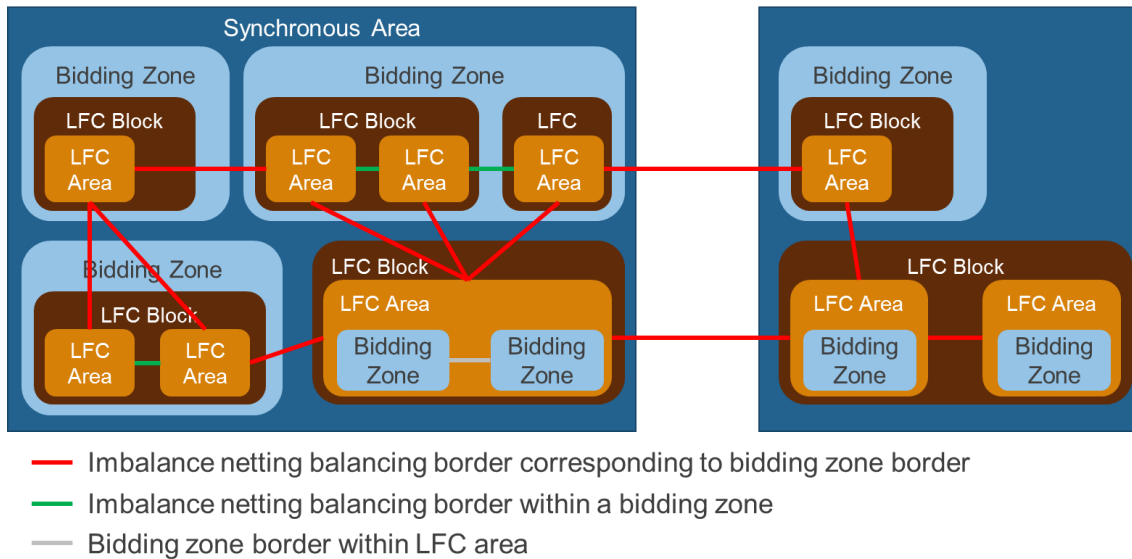 Synchronous Area
Bidding Zone
LFC Block
LFC
Area
Bidding Zone
LFC Block
LFC
Area
LFC
Area
LFC
LFC
Area
Bidding Zone
LFC Block
LFC
Area
Bidding Zone
LFC Block
LFC
Area
LFC
Area
LFC Block
LFC Area
Bidding
Zone
Bidding
Zone
LFC Block
LFC Area
Bidding
Zone
LFC Area
Bidding
Zone
Imbalance netting balancing border corresponding to bidding zone border
Imbalance netting balancing border within a bidding zone
Bidding zone border within LFC area